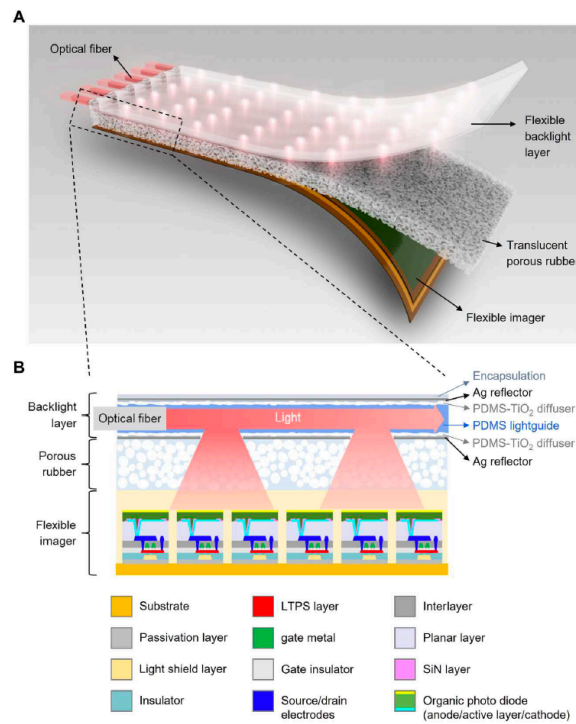 A
Optical fiber
Flexible
backlight
layer
Translucent
porous rubber
Flexible imager
B
Encapsulation
Ag reflector
Backlight
layer
Optical fiber
Light
PDMS-TiO₂ diffuser
PDMS lightguide
PDMS-TiO₂ diffuser
Ag reflector
Porous
rubber
Flexible
imager
Substrate
LTPS layer
Interlayer
Passivation layer
gate metal
Planar layer
Light shield layer
Gate insulator
SiN layer
Insulator
Source/drain
electrodes
Organic photo diode
(anode/active layer/cathode)